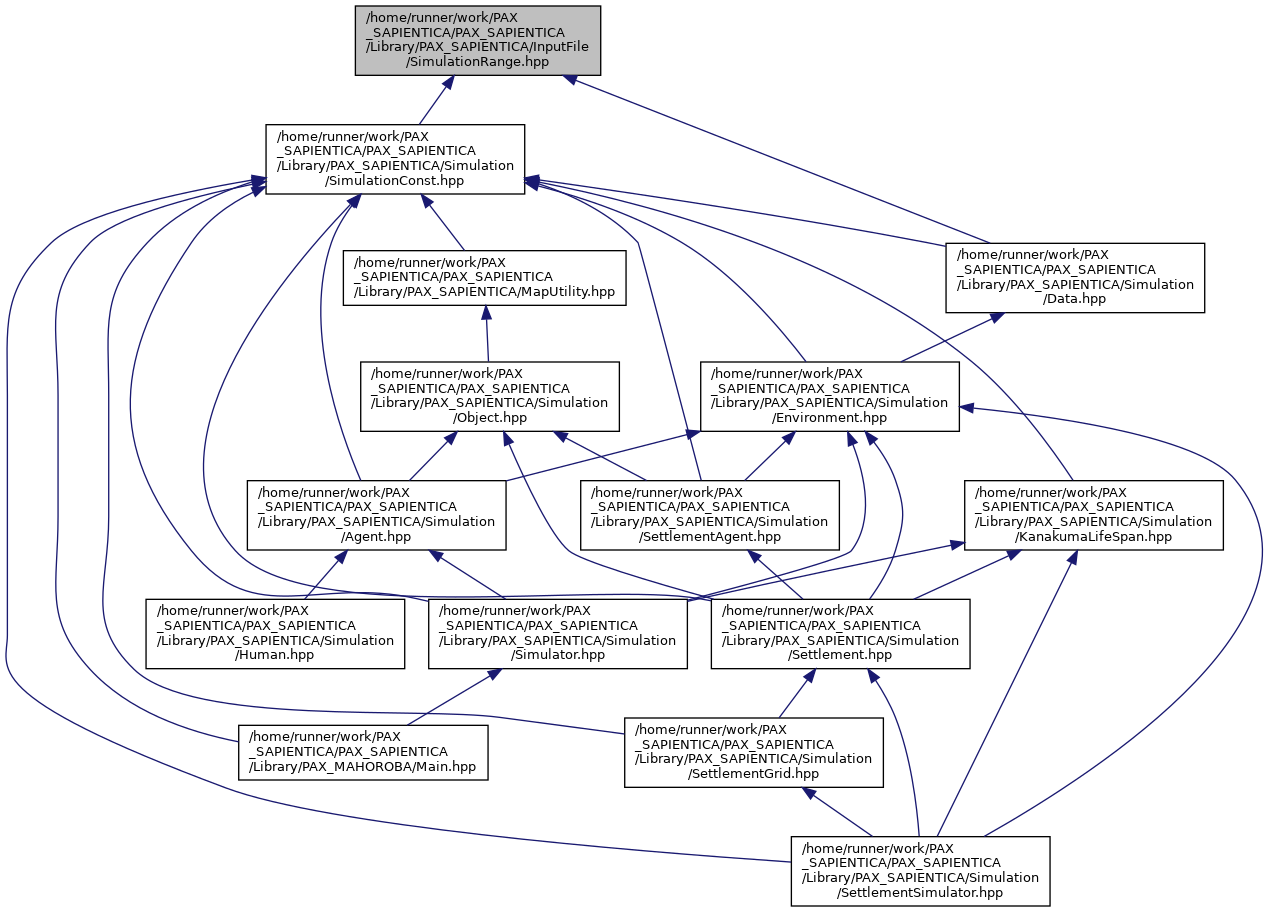 /home/runner/work/PAX
_SAPIENTICA/PAX_SAPIENTICA
/Library/PAX_SAPIENTICA/InputFile
/SimulationRange.hpp
/home/runner/work/PAX
_SAPIENTICA/PAX_SAPIENTICA
/Library/PAX_SAPIENTICA/Simulation
/SimulationConst.hpp
/home/runner/work/PAX
_SAPIENTICA/PAX_SAPIENTICA
/Library/PAX_SAPIENTICA/MapUtility.hpp
/home/runner/work/PAX
_SAPIENTICA/PAX_SAPIENTICA
/Library/PAX_SAPIENTICA/Simulation
/Data.hpp
/home/runner/work/PAX
_SAPIENTICA/PAX_SAPIENTICA
/Library/PAX_SAPIENTICA/Simulation
/Object.hpp
/home/runner/work/PAX
_SAPIENTICA/PAX_SAPIENTICA
/Library/PAX_SAPIENTICA/Simulation
/Environment.hpp
/home/runner/work/PAX
_SAPIENTICA/PAX_SAPIENTICA
/Library/PAX_SAPIENTICA/Simulation
/Agent.hpp
/home/runner/work/PAX
_SAPIENTICA/PAX_SAPIENTICA
/Library/PAX_SAPIENTICA/Simulation
/SettlementAgent.hpp
/home/runner/work/PAX
_SAPIENTICA/PAX_SAPIENTICA
/Library/PAX_SAPIENTICA/Simulation
/KanakumaLifeSpan.hpp
/home/runner/work/PAX
_SAPIENTICA/PAX_SAPIENTICA
/Library/PAX_SAPIENTICA/Simulation
/Human.hpp
/home/runner/work/PAX
_SAPIENTICA/PAX_SAPIENTICA
/Library/PAX_SAPIENTICA/Simulation
/Simulator.hpp
/home/runner/work/PAX
_SAPIENTICA/PAX_SAPIENTICA
/Library/PAX_SAPIENTICA/Simulation
/Settlement.hpp
/home/runner/work/PAX
_SAPIENTICA/PAX_SAPIENTICA
/Library/PAX_MAHOROBA/Main.hpp
/home/runner/work/PAX
_SAPIENTICA/PAX_SAPIENTICA
/Library/PAX_SAPIENTICA/Simulation
/SettlementGrid.hpp
/home/runner/work/PAX
_SAPIENTICA/PAX_SAPIENTICA
/Library/PAX_SAPIENTICA/Simulation
/SettlementSimulator.hpp